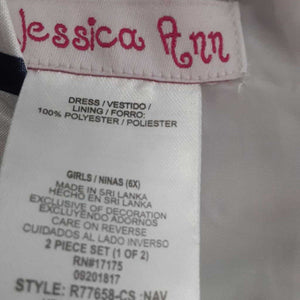 Jessica Ann
DRESS / VESTIDO /
LINING / FORRO:
100% POLYESTER / POLIESTER
GIRLS / NINAS (6X)
MADE IN SRI LANKA
HECHO EN SRI LANKA
EXCLUSIVE OF DECORATION
EXCLUYENDO ADORNOS
CARE ON REVERSE
CUIDADOS AL LADO INVERSO
2 PIECE SET (1 OF 2)
RN#17175
09201817
STYLE: R77658-CS :NAV